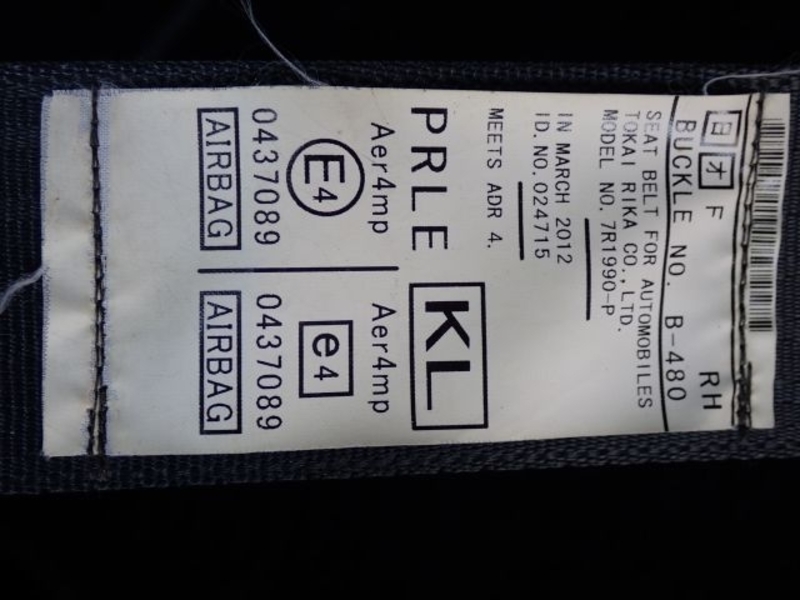 日 オ F RH
BUCKLE NO. B-480
SEAT BELT FOR AUTOMOBILES
TOKAI RIKA CO.,LTD.
MODEL NO. 7R1990-P
IN MARCH 2012
ID.NO.024715
MEETS ADR 4.
PRLE KL
Aer4mp Aer4mp
E4 e4
0437089 0437089
AIRBAG AIRBAG